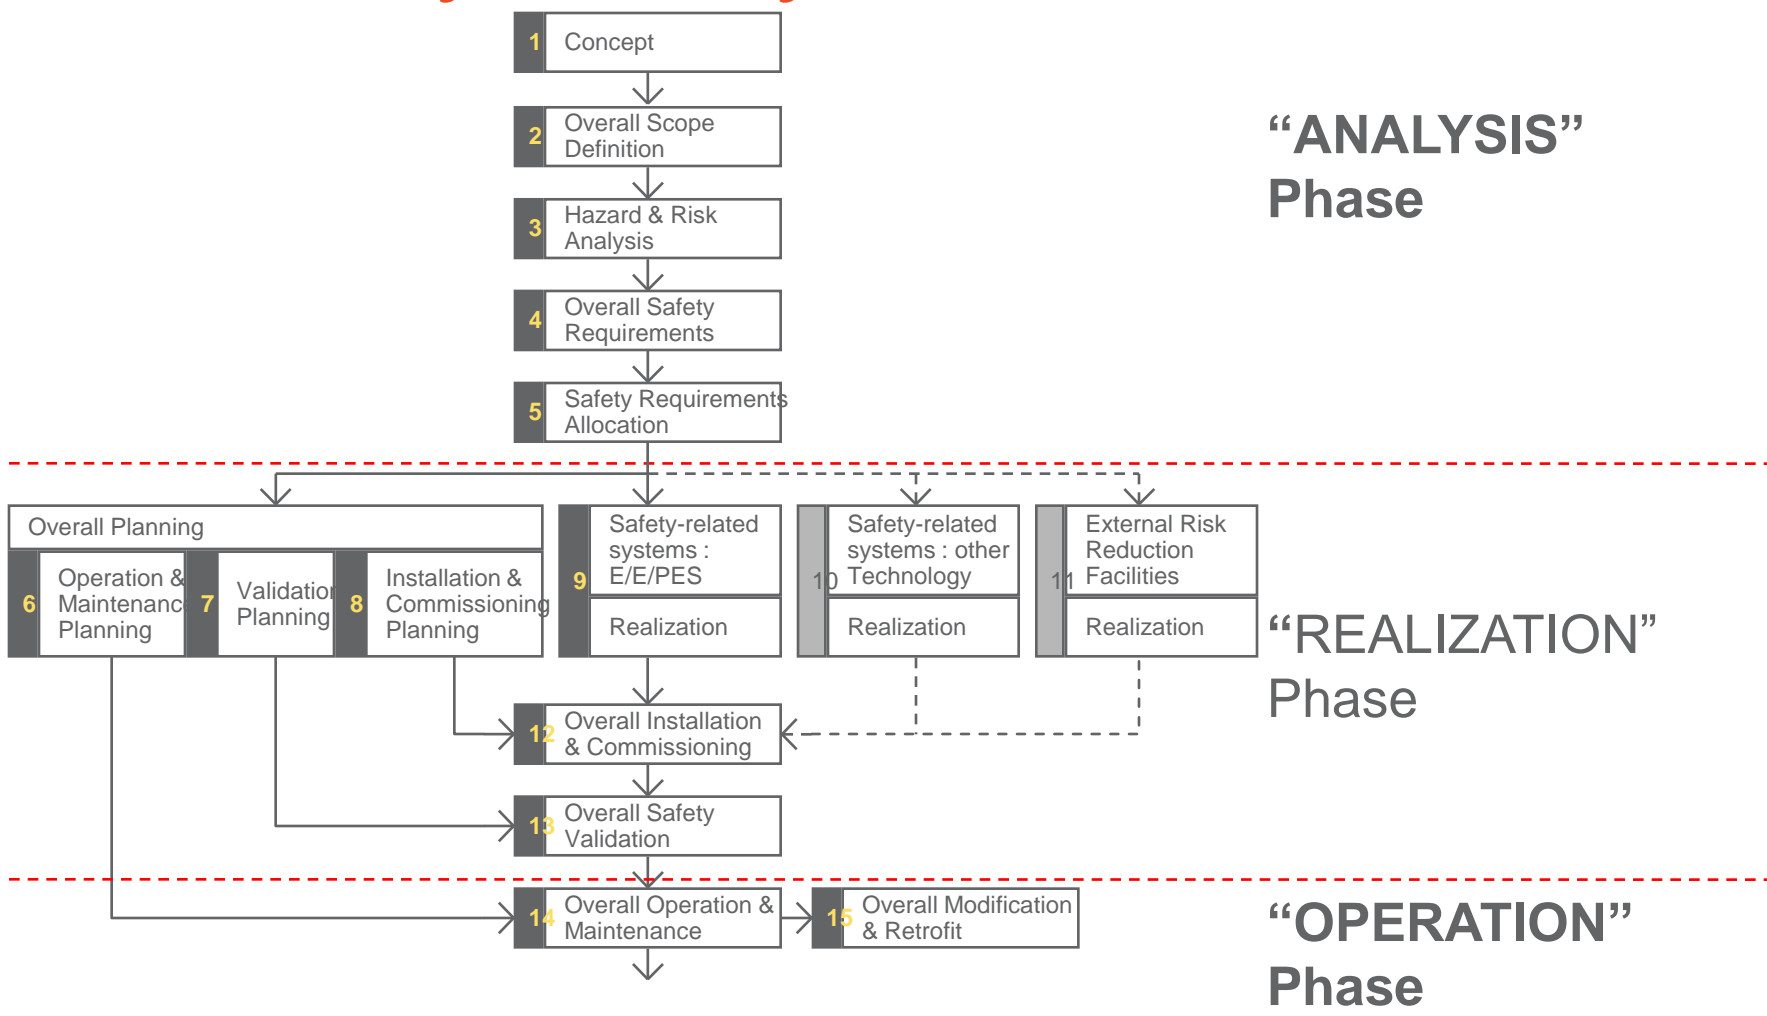 1 Concept
2 Overall Scope
Definition
3 Hazard & Risk
Analysis
4 Overall Safety
Requirements
5 Safety Requirements
Allocation
“ANALYSIS”
Phase
Overall Planning
6 Operation &
Maintenance
Planning
7 Validation
Planning
8 Installation &
Commissioning
Planning
9 Safety-related
systems :
E/E/PES
Realization
10 Safety-related
systems : other
Technology
Realization
11 External Risk
Reduction
Facilities
Realization
“REALIZATION”
Phase
12 Overall Installation
& Commissioning
13 Overall Safety
Validation
14 Overall Operation &
Maintenance
15 Overall Modification
& Retrofit
“OPERATION”
Phase